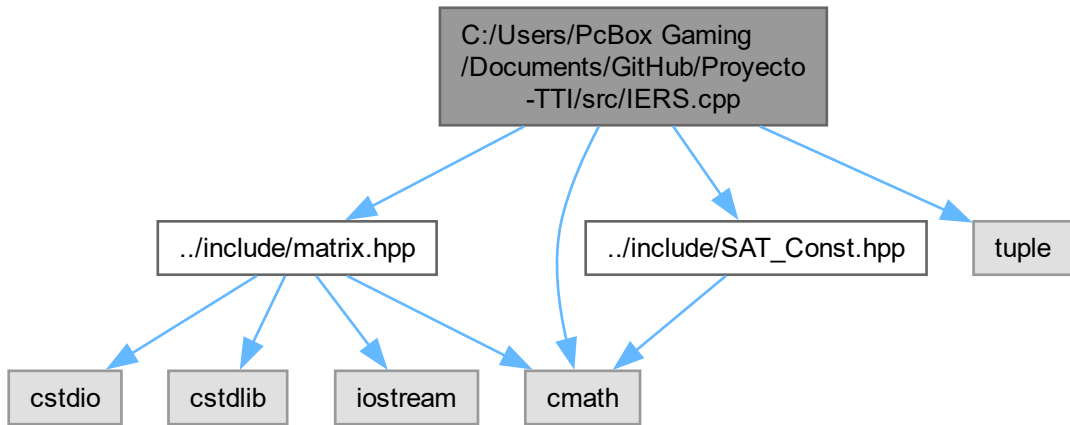 C:/Users/PcBox Gaming
/Documents/GitHub/Proyecto
-TTI/src/IERS.cpp
../include/matrix.hpp
../include/SAT_Const.hpp
tuple
cstdio
cstdlib
iostream
cmath